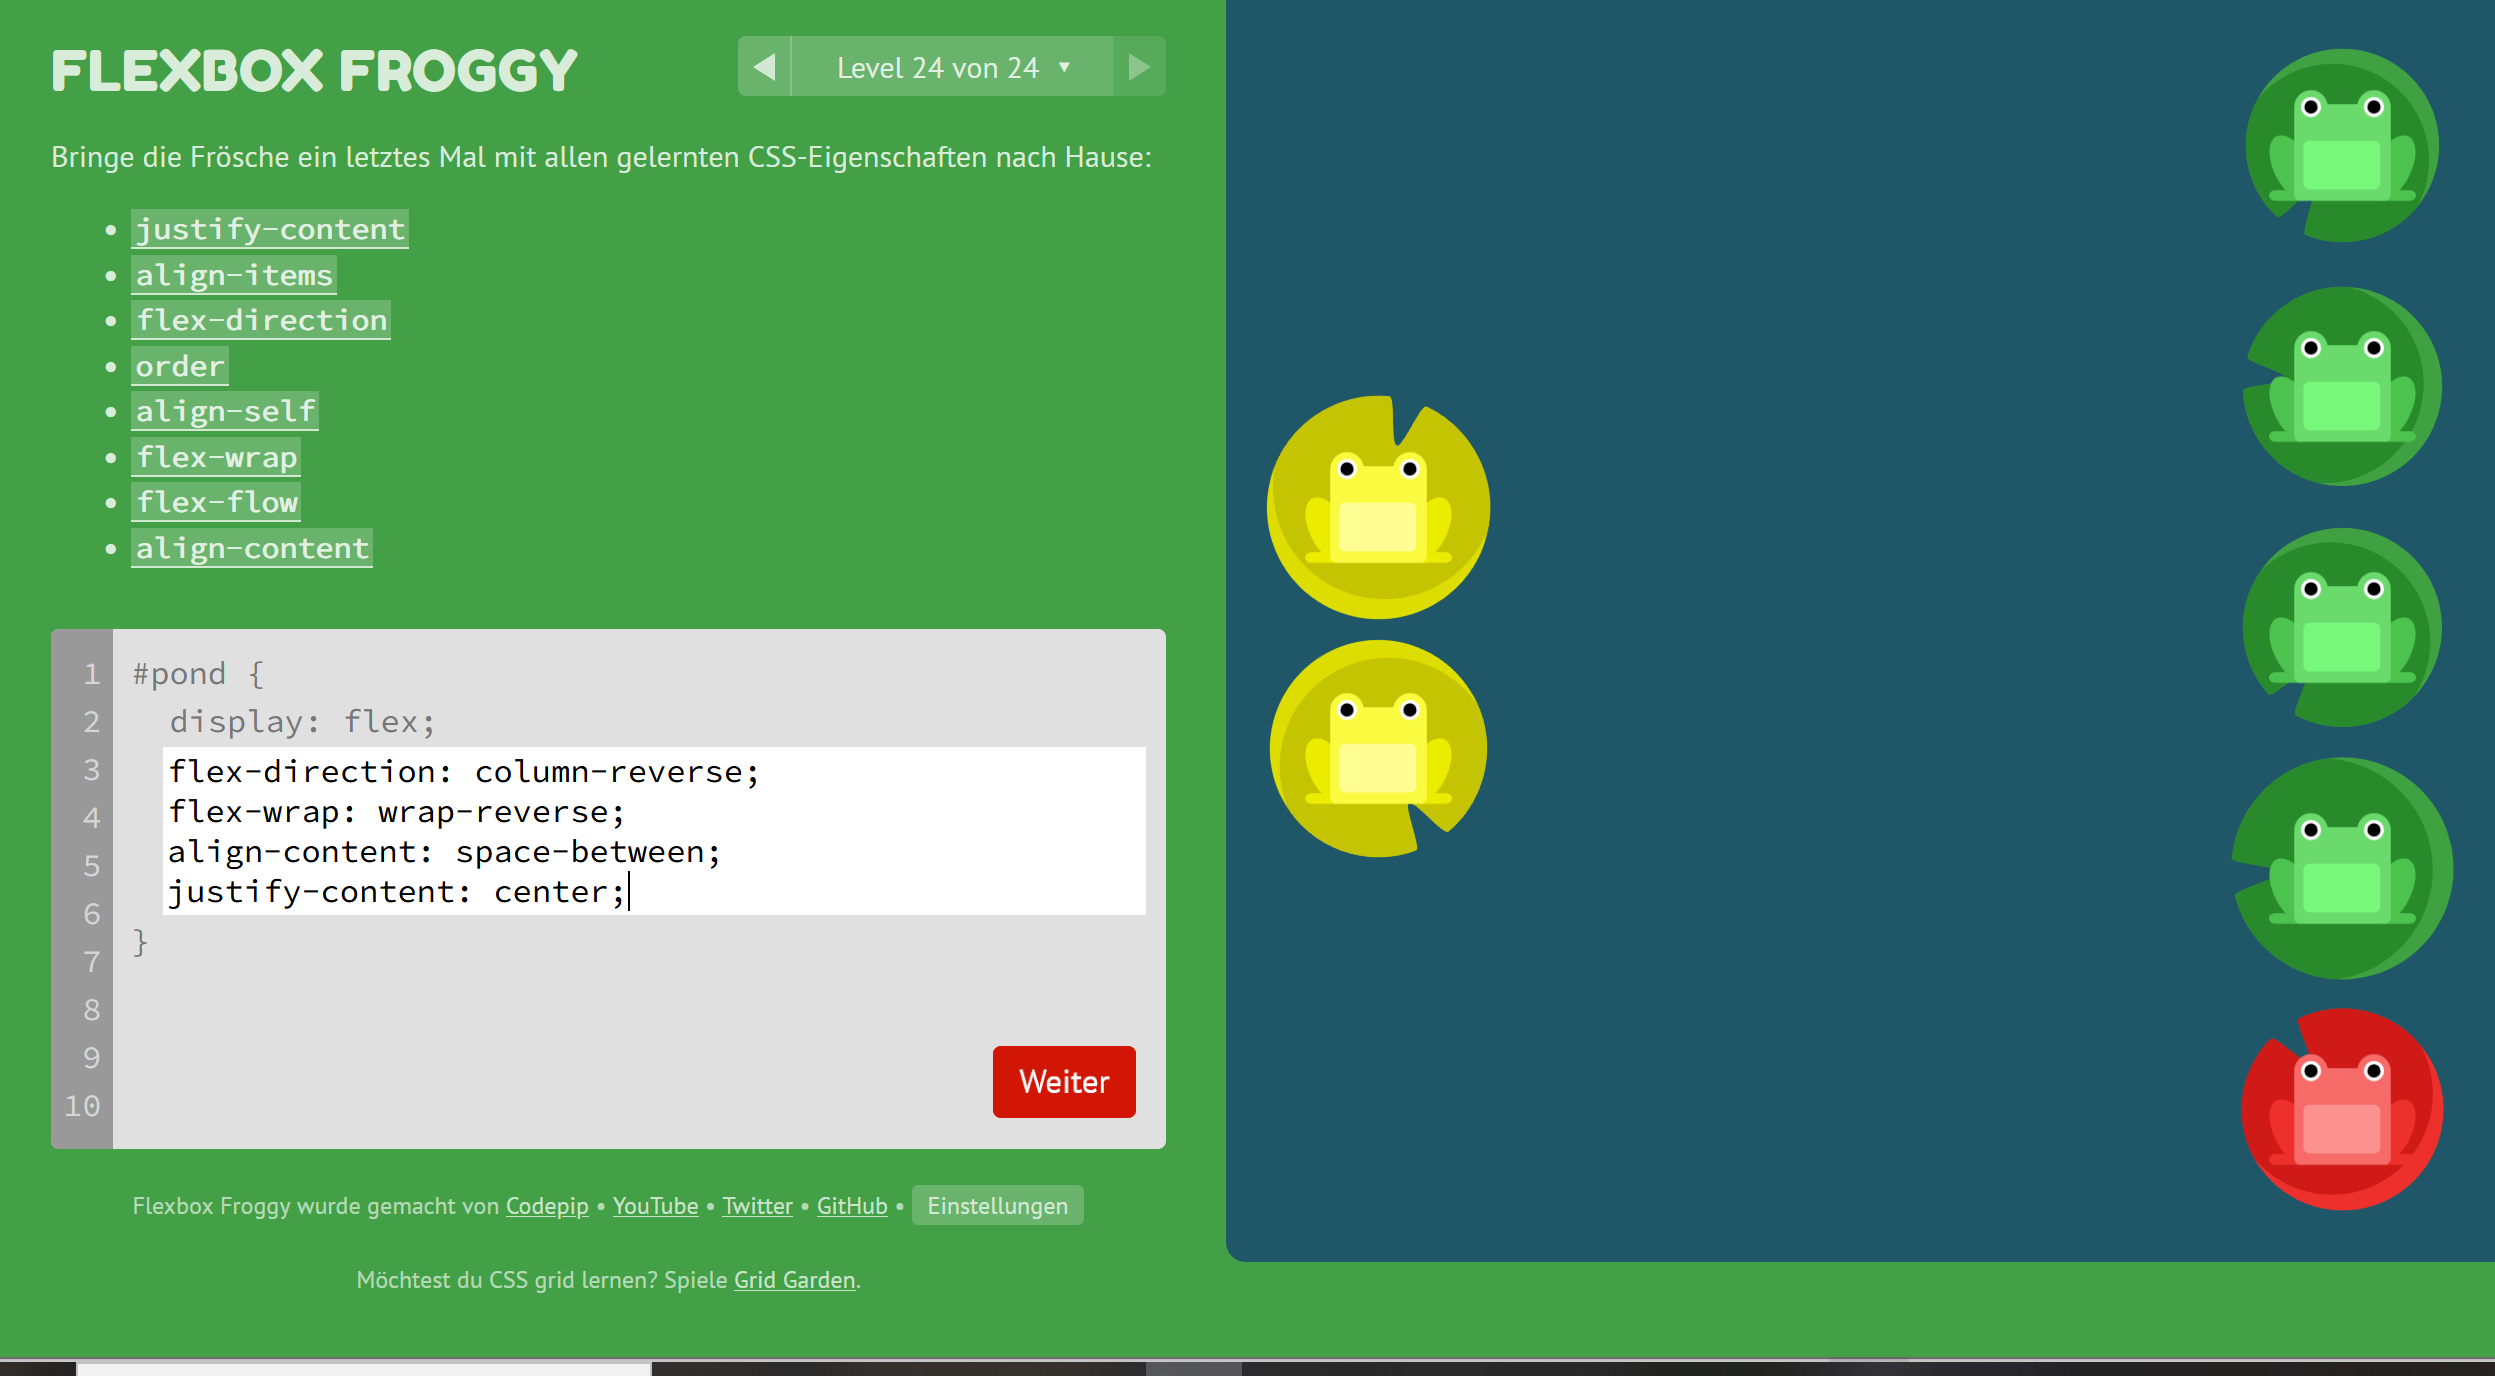 FLEXBOX FROGGY
Level 24 von 24 ▼
Bringe die Frösche ein letztes Mal mit allen gelernten CSS-Eigenschaften nach Hause:
• justify-content
• align-items
• flex-direction
• order
• align-self
• flex-wrap
• flex-flow
• align-content
1 #pond {
2 display: flex;
3 flex-direction: column-reverse;
4 flex-wrap: wrap-reverse;
5 align-content: space-between;
6 justify-content: center;
7 }
8
9
10
Weiter
Flexbox Froggy wurde gemacht von Codepip • YouTube • Twitter • GitHub • Einstellungen
Möchtest du CSS grid lernen? Spiele Grid Garden.